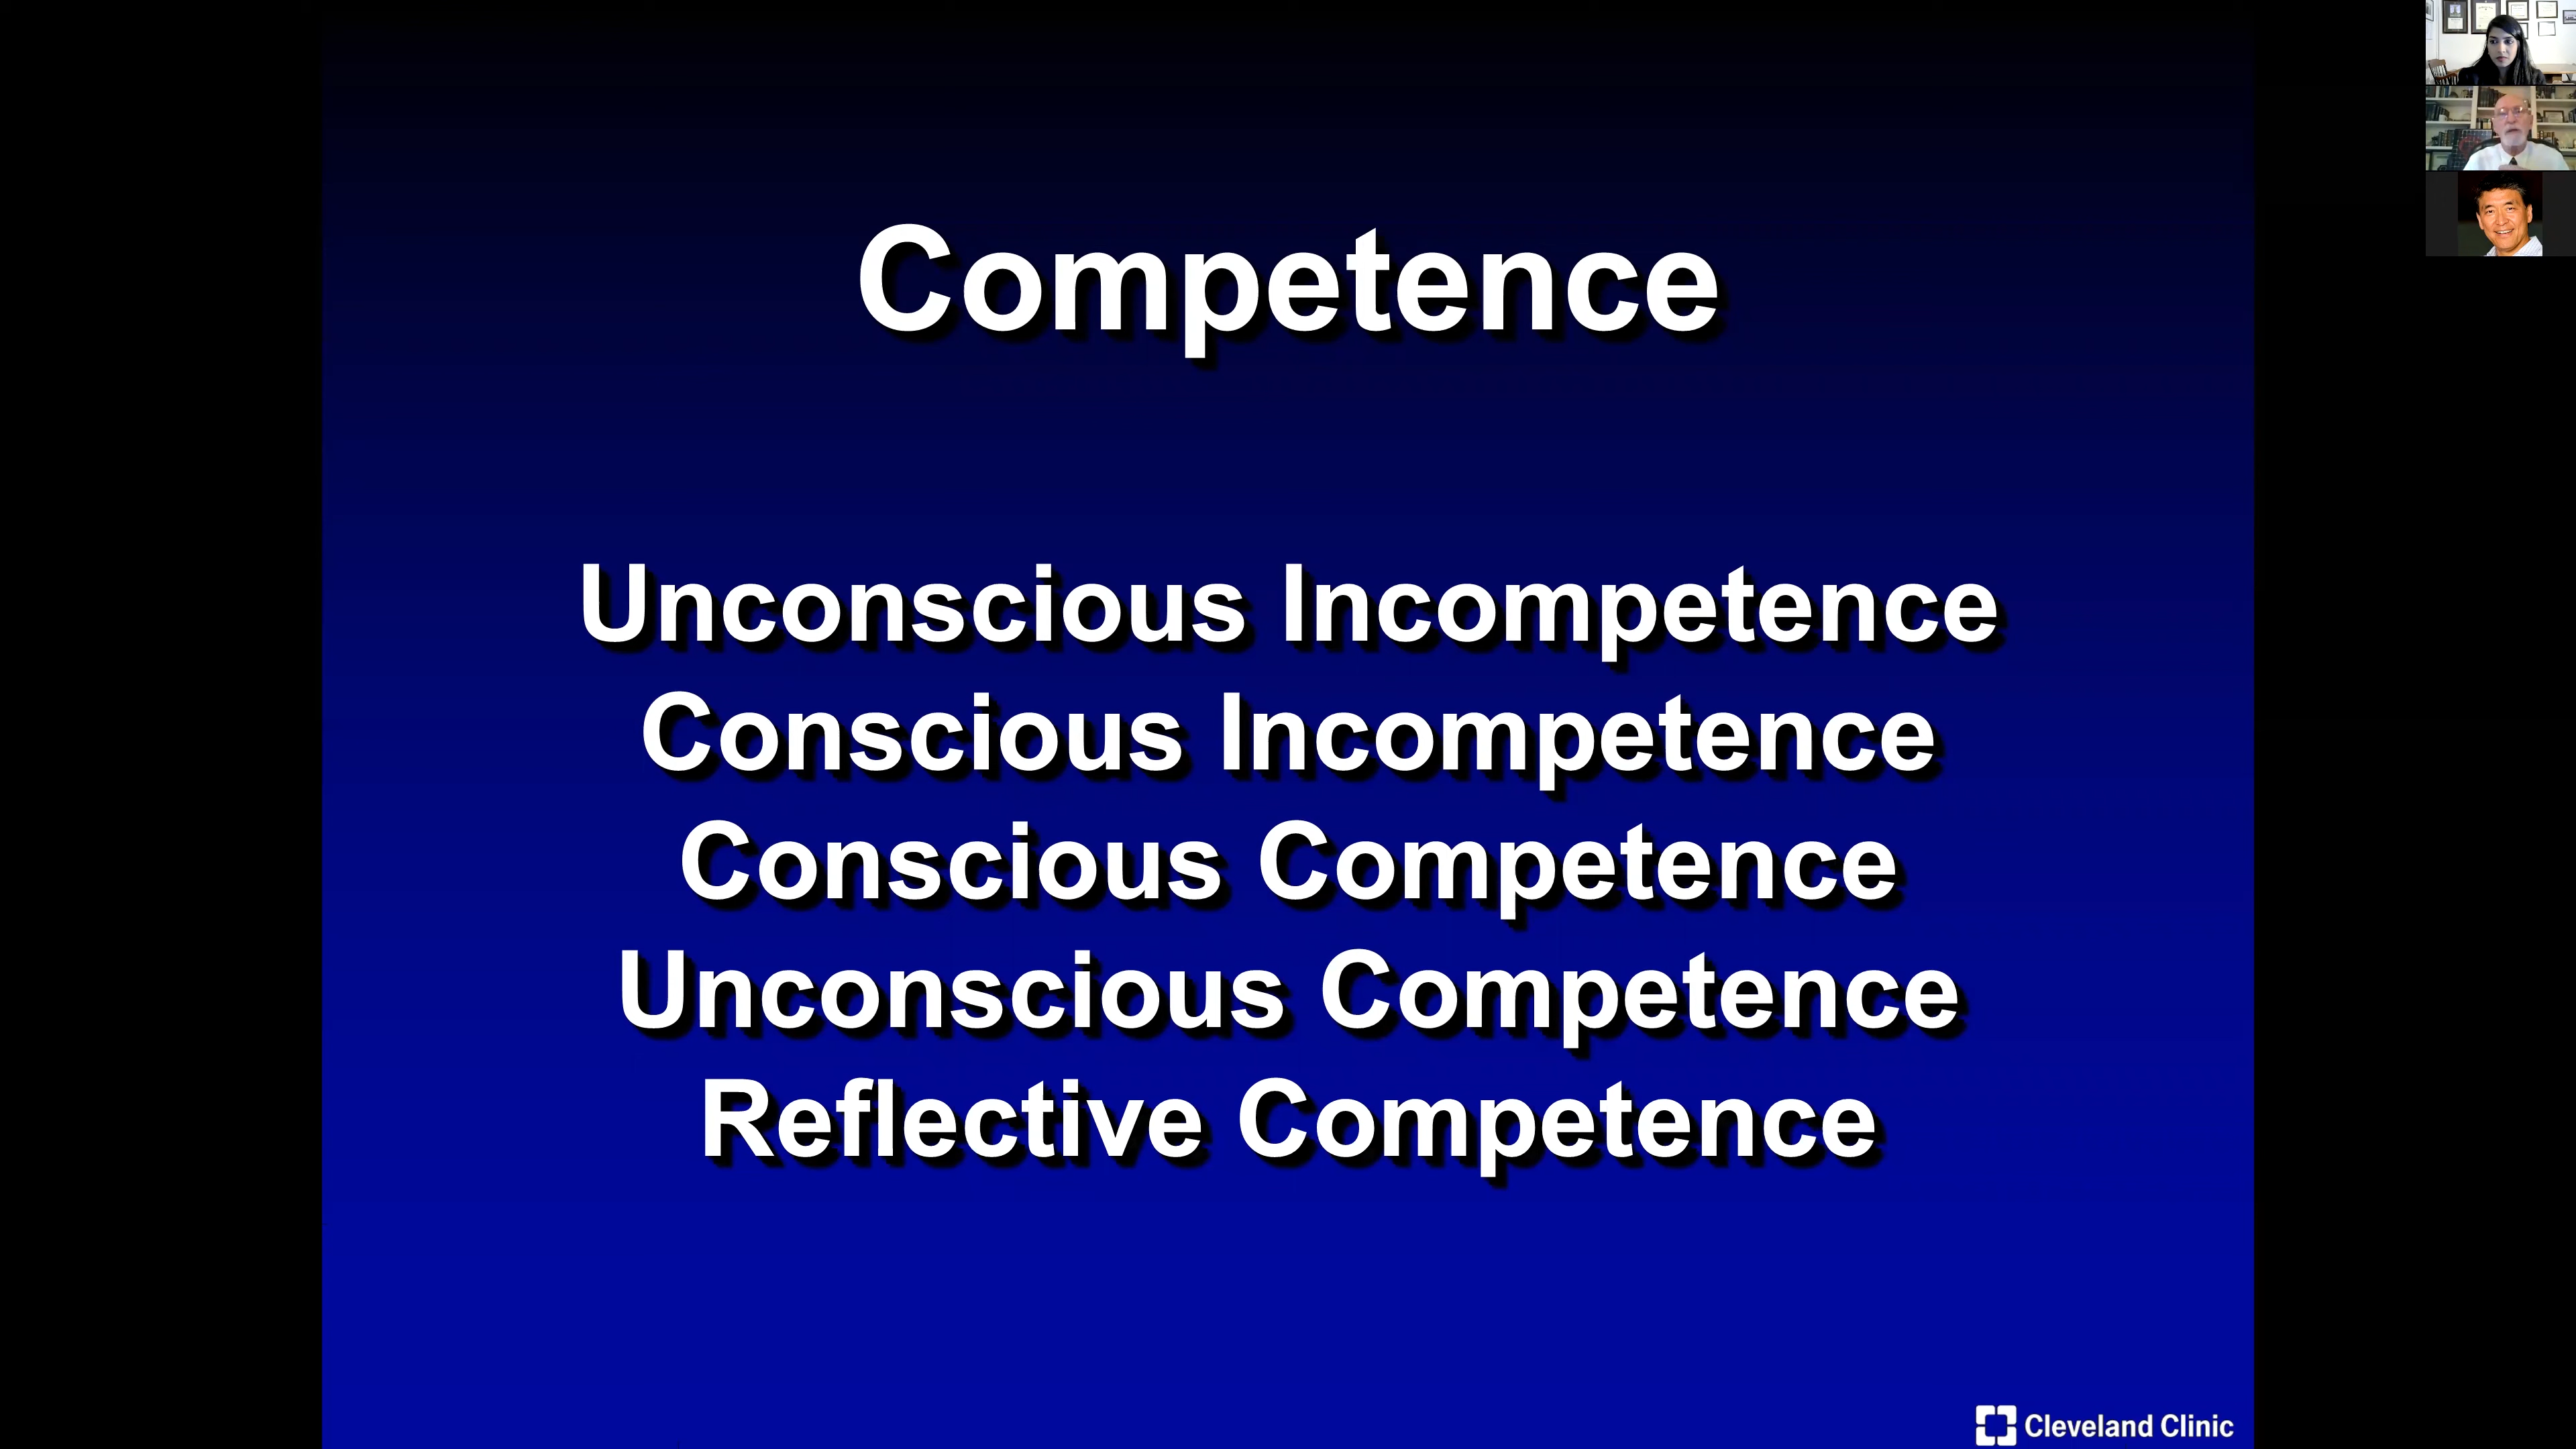 Competence
Unconscious Incompetence
Conscious Incompetence
Conscious Competence
Unconscious Competence
Reflective Competence
Cleveland Clinic